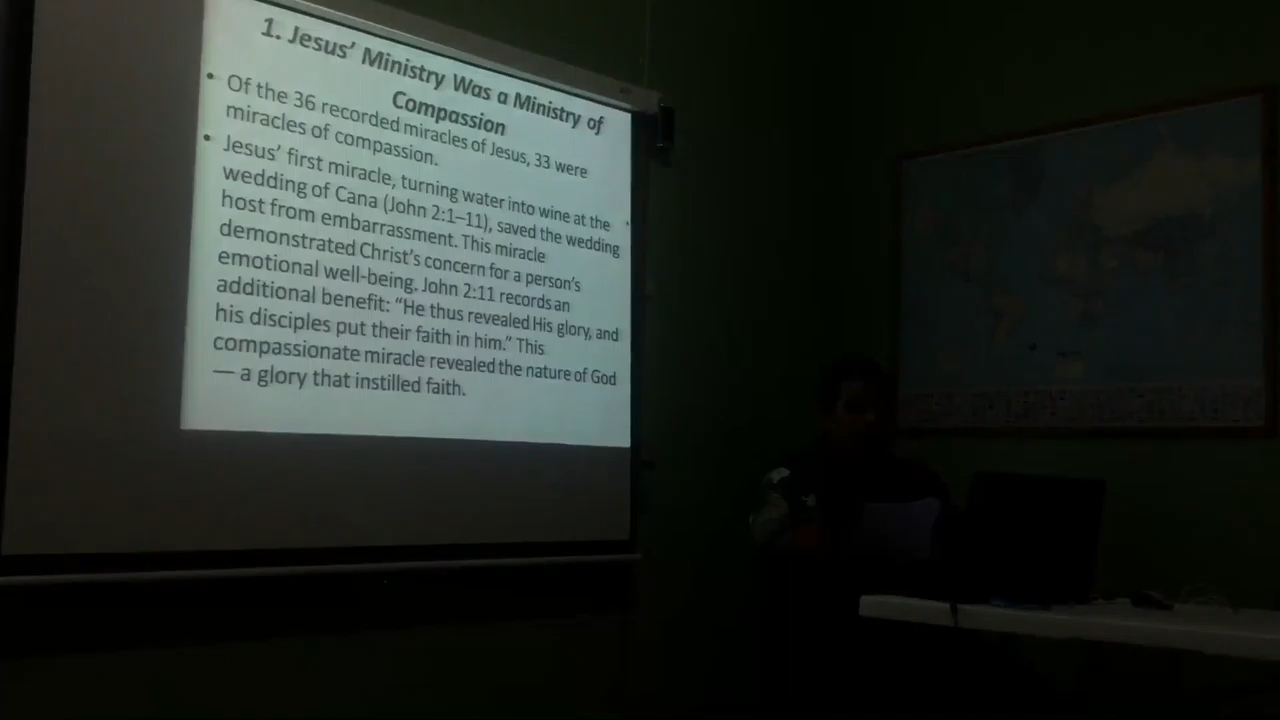 1. Jesus' Ministry Was a Ministry of
Compassion
• Of the 36 recorded miracles of Jesus, 33 were
miracles of compassion.
• Jesus' first miracle, turning water into wine at the
wedding of Cana (John 2:1–11), saved the wedding
host from embarrassment. This miracle
demonstrated Christ's concern for a person's
emotional well-being. John 2:11 records an
additional benefit: “He thus revealed His glory, and
his disciples put their faith in him.” This
compassionate miracle revealed the nature of God
— a glory that instilled faith.